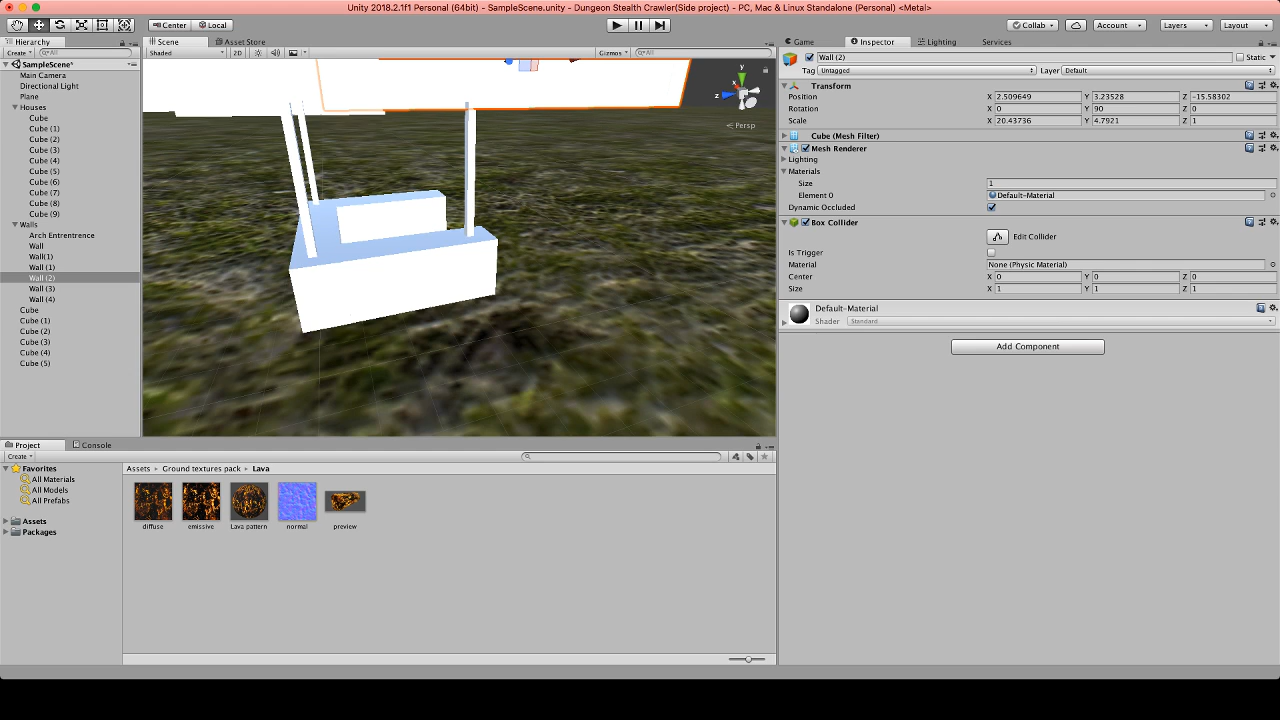 Unity 2018.2.1f1 Personal (64bit) - SampleScene.unity - Dungeon Stealth Crawler(Side project) - PC, Mac & Linux Standalone (Personal) <Metal>
Center Local Collab Account Layers Layout
Hierarchy
Create All
SampleScene*
Main Camera
Directional Light
Plane
Houses
Cube
Cube (1)
Cube (2)
Cube (3)
Cube (4)
Cube (5)
Cube (6)
Cube (7)
Cube (8)
Cube (9)
Walls
Arch Entrentrence
Wall
Wall(1)
Wall (1)
Wall (2)
Wall (3)
Wall (4)
Cube
Cube (1)
Cube (2)
Cube (3)
Cube (4)
Cube (5)
Scene Asset Store
Shaded 2D Gizmos All
y
x
z
Persp
Game Inspector Lighting Services
Wall (2) Static
Tag Untagged Layer Default
Transform
Position X 2.509649 Y 3.23528 Z -15.58302
Rotation X 0 Y 90 Z 0
Scale X 20.43736 Y 4.7921 Z 1
Cube (Mesh Filter)
Mesh Renderer
Lighting
Materials
Size 1
Element 0 Default-Material
Dynamic Occluded
Box Collider
Edit Collider
Is Trigger
Material None (Physic Material)
Center X 0 Y 0 Z 0
Size X 1 Y 1 Z 1
Default-Material
Shader Standard
Add Component
Project Console
Create
Favorites
All Materials
All Models
All Prefabs
Assets
Packages
Assets Ground textures pack Lava
diffuse emissive Lava pattern normal preview